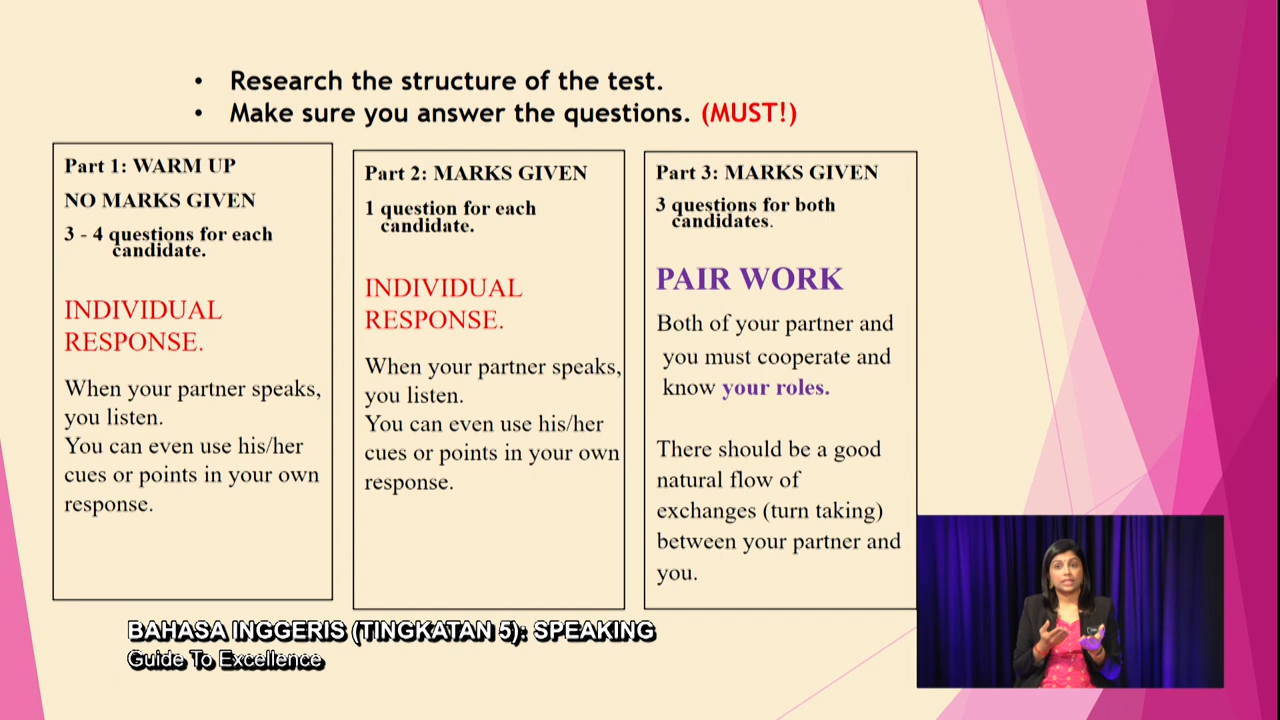 • Research the structure of the test.
• Make sure you answer the questions. (MUST!)
Part 1: WARM UP
NO MARKS GIVEN
3 - 4 questions for each
candidate.
INDIVIDUAL
RESPONSE.
When your partner speaks,
you listen.
You can even use his/her
cues or points in your own
response.
Part 2: MARKS GIVEN
1 question for each
candidate.
INDIVIDUAL
RESPONSE.
When your partner speaks,
you listen.
You can even use his/her
cues or points in your own
response.
Part 3: MARKS GIVEN
3 questions for both
candidates.
PAIR WORK
Both of your partner and
you must cooperate and
know your roles.
There should be a good
natural flow of
exchanges (turn taking)
between your partner and
you.
BAHASA INGGERIS (TINGKATAN 5): SPEAKING
Guide To Excellence